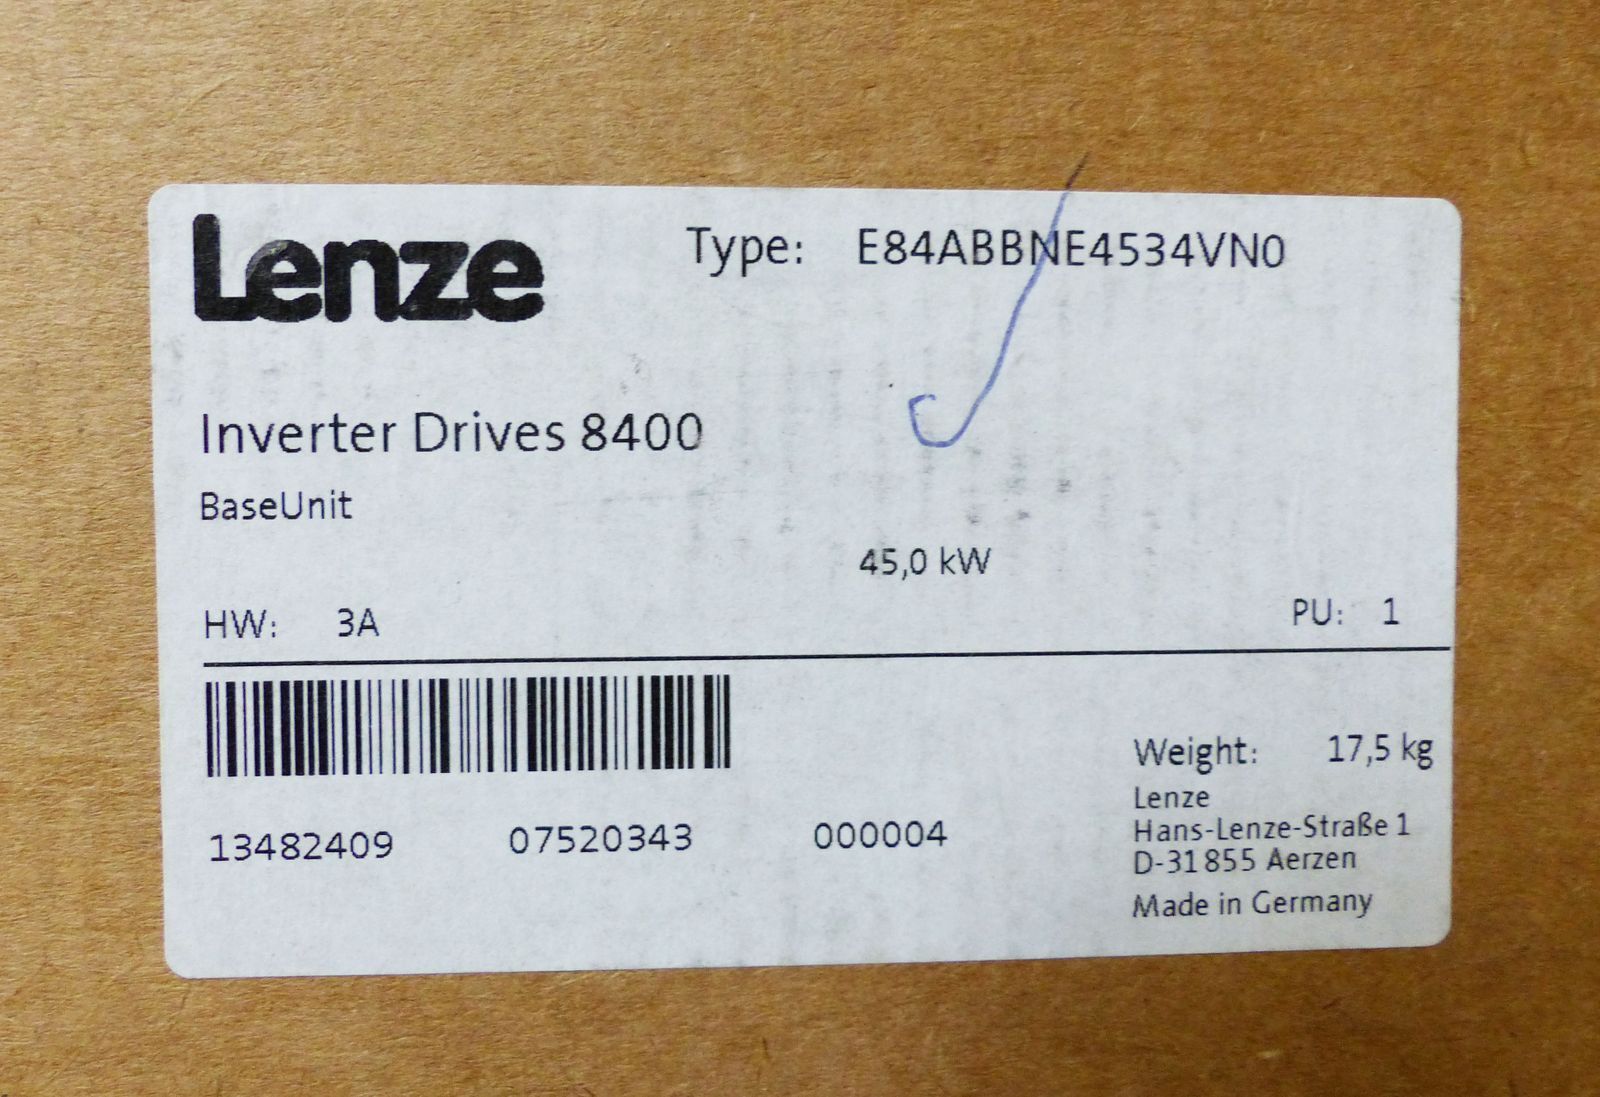 Lenze
Type: E84ABBNE4534VN0
Inverter Drives 8400
BaseUnit
45,0 kW
HW: 3A
PU: 1
Weight: 17,5 kg
Lenze
Hans-Lenze-Straße 1
D-31855 Aerzen
Made in Germany
13482409 07520343 000004